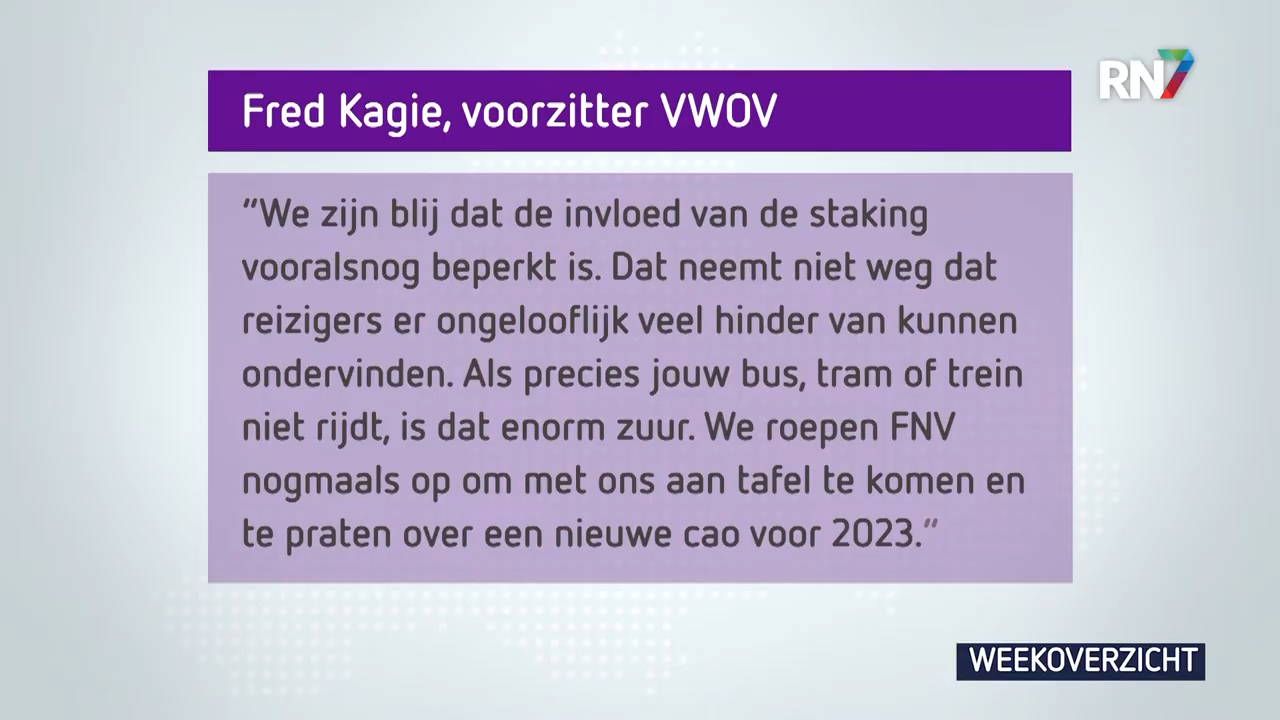 RN7
Fred Kagie, voorzitter VWOV
“We zijn blij dat de invloed van de staking
vooralsnog beperkt is. Dat neemt niet weg dat
reizigers er ongelooflijk veel hinder van kunnen
ondervinden. Als precies jouw bus, tram of trein
niet rijdt, is dat enorm zuur. We roepen FNV
nogmaals op om met ons aan tafel te komen en
te praten over een nieuwe cao voor 2023.“
WEEKOVERZICHT